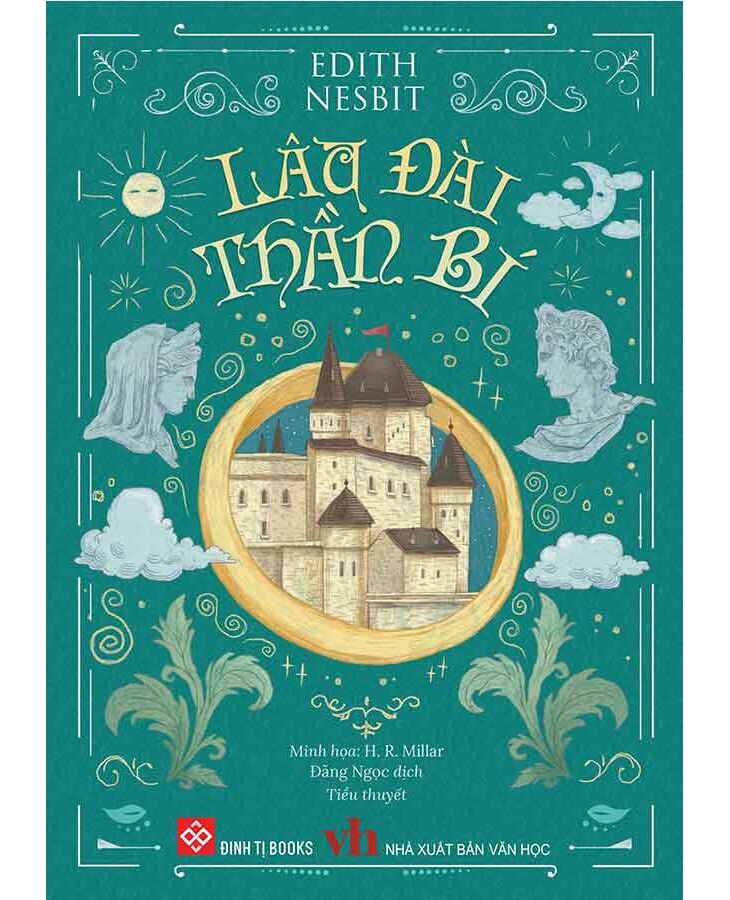 EDITH
NESBIT
LÂU ĐÀI
THẦN BÍ
Minh họa: H. R. Millar
Đăng Ngọc dịch
Tiểu thuyết
ĐINH TỊ BOOKS
vh NHÀ XUẤT BẢN VĂN HỌC